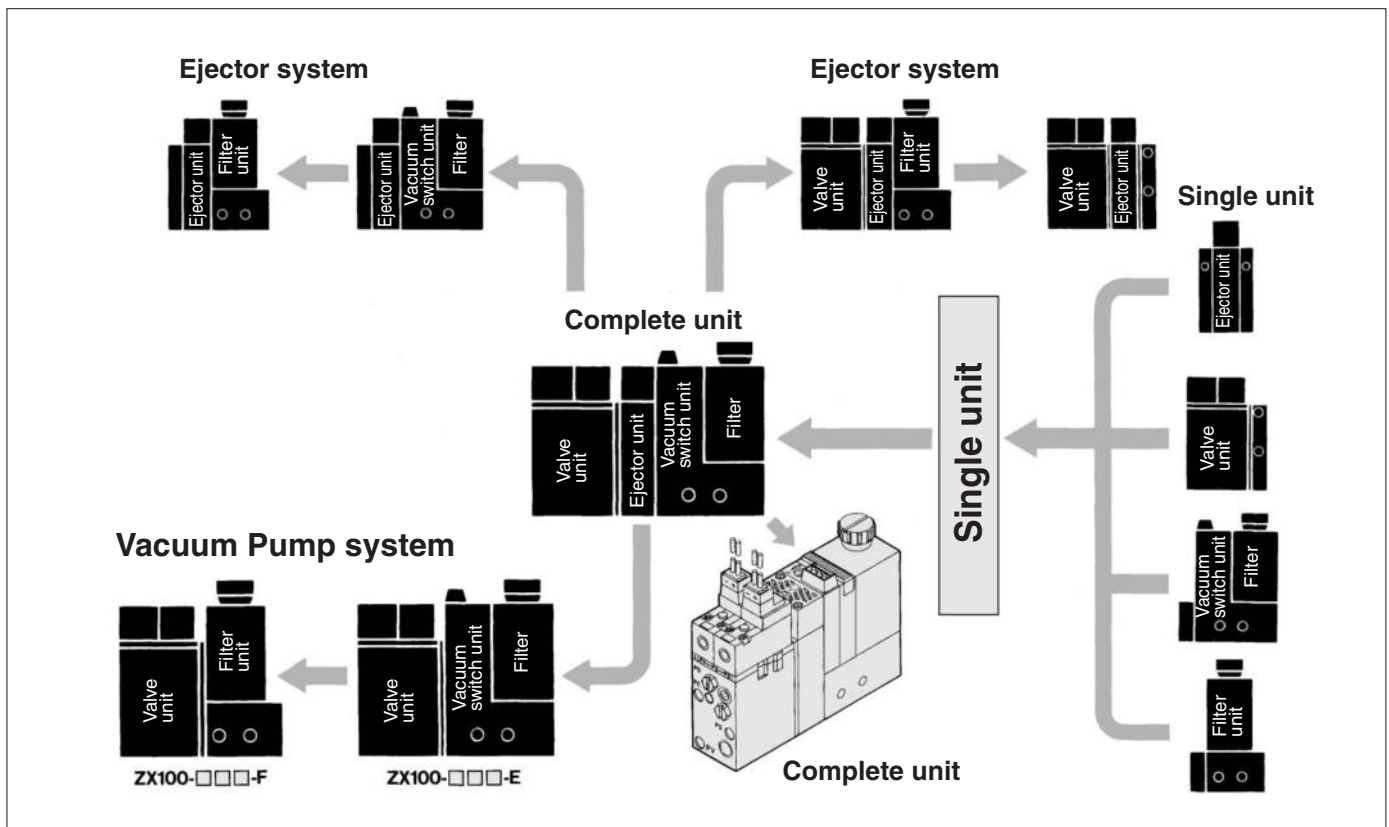 Ejector system
Ejector unit
Filter
unit
Ejector unit
Vacuum
switch unit
Filter
Ejector system
Valve
unit
Ejector unit
Filter
unit
Valve
unit
Ejector unit
Single unit
Ejector unit
Valve
unit
Vacuum
switch unit
Filter
Filter
unit
Single unit
Complete unit
Valve
unit
Ejector unit
Vacuum
switch unit
Filter
Vacuum Pump system
Valve
unit
Filter
unit
ZX100-□□□-F
Valve
unit
Vacuum
switch unit
Filter
ZX100-□□□-E
PV
Complete unit